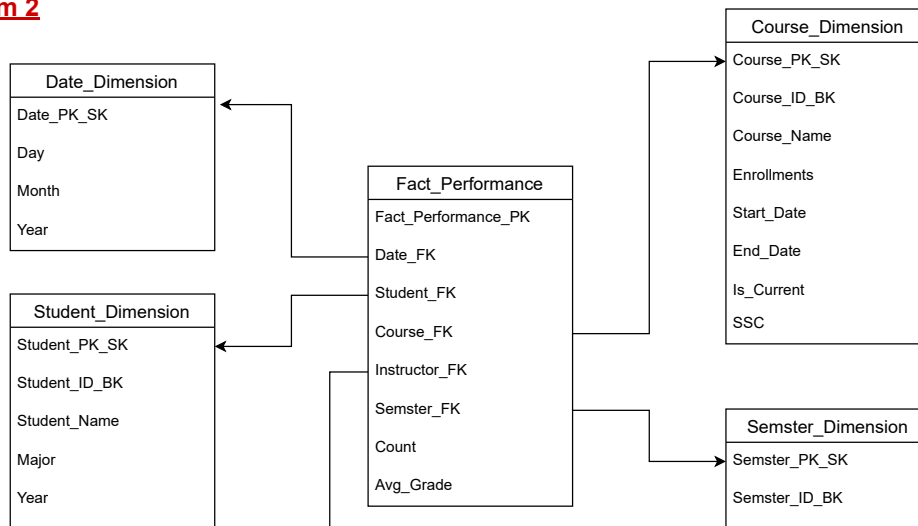 m 2
Date_Dimension
Date_PK_SK
Day
Month
Year
Student_Dimension
Student_PK_SK
Student_ID_BK
Student_Name
Major
Year
Fact_Performance
Fact_Performance_PK
Date_FK
Student_FK
Course_FK
Instructor_FK
Semster_FK
Count
Avg_Grade
Course_Dimension
Course_PK_SK
Course_ID_BK
Course_Name
Enrollments
Start_Date
End_Date
Is_Current
SSC
Semster_Dimension
Semster_PK_SK
Semster_ID_BK